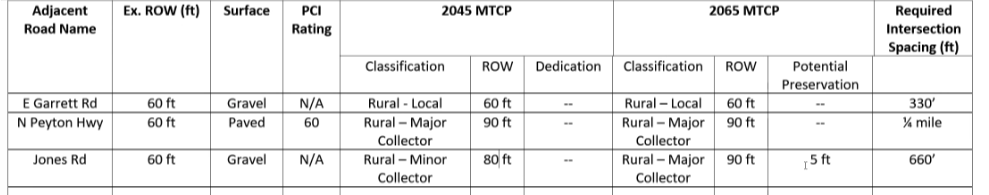 Adjacent Road Name Ex. ROW (ft) Surface PCI Rating 2045 MTCP 2065 MTCP Required Intersection Spacing (ft)
Classification ROW Dedication Classification ROW Potential Preservation
E Garrett Rd 60 ft Gravel N/A Rural - Local 60 ft -- Rural – Local 60 ft -- 330’
N Peyton Hwy 60 ft Paved 60 Rural – Major Collector 90 ft -- Rural – Major Collector 90 ft -- ¼ mile
Jones Rd 60 ft Gravel N/A Rural – Minor Collector 80 ft -- Rural – Major Collector 90 ft 5 ft 660’